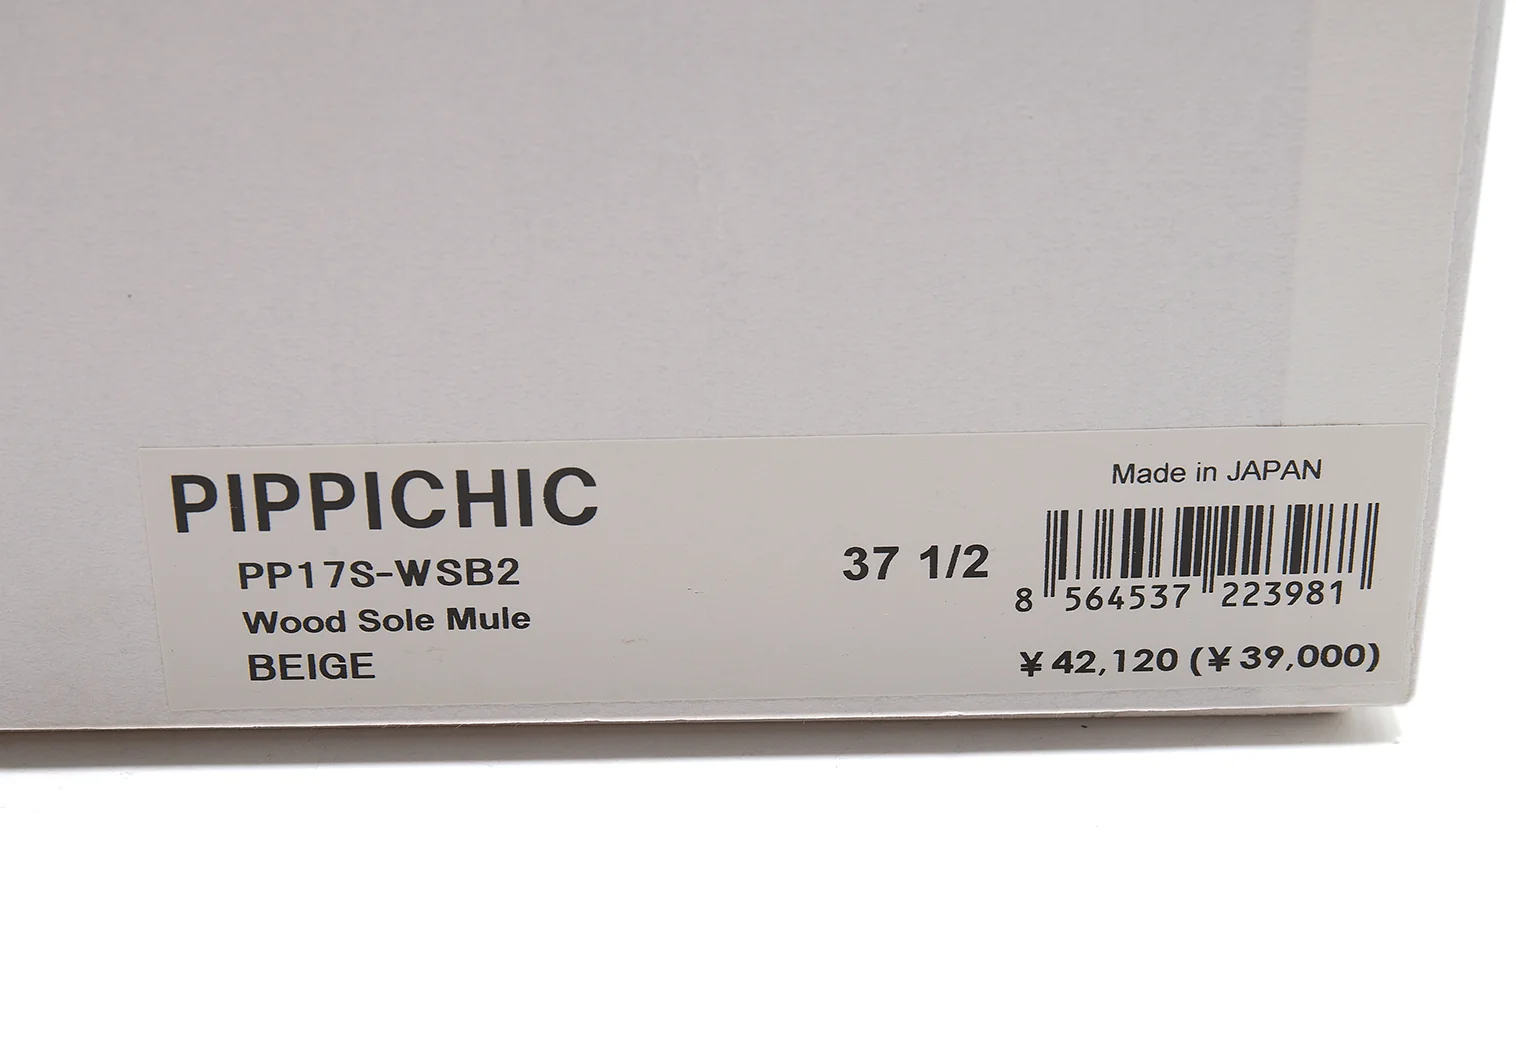 PIPPICHIC
PP17S-WSB2
Wood Sole Mule
BEIGE
37 1/2
Made in JAPAN
8 564537 223981
¥42,120 (¥39,000)